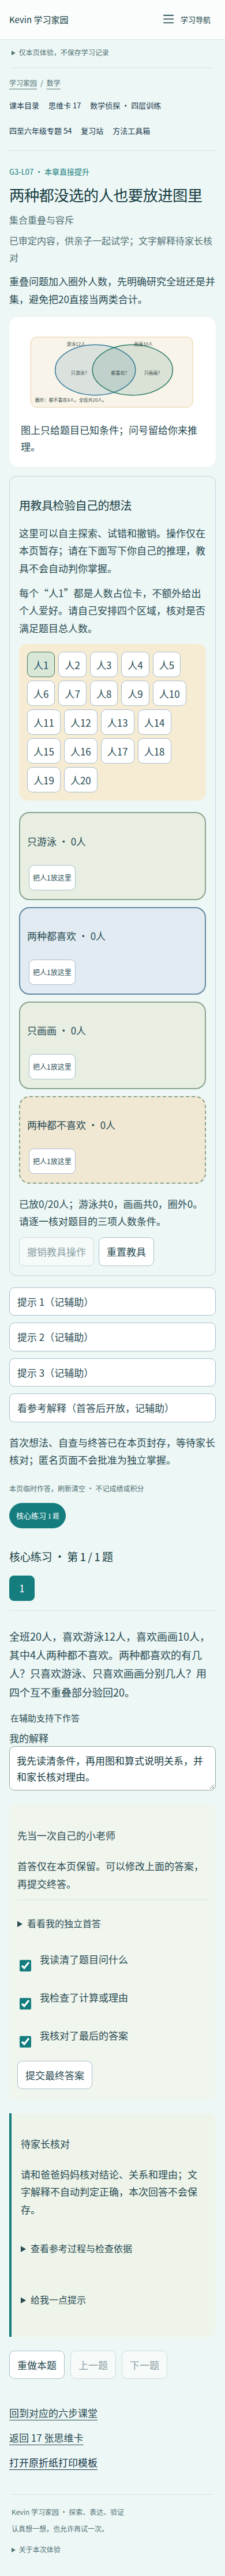 Kevin 学习家园
学习导航
仅本页体验，不保存学习记录
学习家园 / 数学
课本目录 思维卡 17 数学侦探 · 四层训练
四至六年级专题 54 复习站 方法工具箱
G3-L07 · 本章直接提升
两种都没选的人也要放进图里
集合重叠与容斥
已审定内容，供亲子一起试学；文字解释待家长核
对
重叠问题加入圈外人数，先明确研究全班还是并
集，避免把20直接当两类合计。
游泳12人
画画10人
只游泳？
都喜欢？
只画画？
圈外：都不喜欢4人。全班共20人。
图上只给题目已知条件；问号留给你来推
理。
用教具检验自己的想法
这里可以自主探索、试错和撤销。操作仅在
本页暂存；请在下面写下你自己的推理，教
具不会自动判你掌握。
每个“人1”都是人数占位卡，不额外给出
个人爱好。请自己安排四个区域，核对是否
满足题目总人数。
人1 人2 人3 人4 人5
人6 人7 人8 人9 人10
人11 人12 人13 人14
人15 人16 人17 人18
人19 人20
只游泳 · 0人
把人1放这里
两种都喜欢 · 0人
把人1放这里
只画画 · 0人
把人1放这里
两种都不喜欢 · 0人
把人1放这里
已放0/20人；游泳共0，画画共0，圈外0。
请逐一核对题目的三项人数条件。
撤销教具操作 重置教具
提示 1（记辅助）
提示 2（记辅助）
提示 3（记辅助）
看参考解释（首答后开放，记辅助）
首次想法、自查与终答已在本页封存，等待家长
核对；匿名页面不会批准为独立掌握。
本页临时作答，刷新清空 · 不记成绩或积分
核心练习 1 题
核心练习 · 第 1 / 1 题
1
全班20人，喜欢游泳12人，喜欢画画10人，
其中4人两种都不喜欢。两种都喜欢的有几
人？只喜欢游泳、只喜欢画画分别几人？用
四个互不重叠部分验回20。
在辅助支持下作答
我的解释
我先读清条件，再用图和算式说明关系，并
和家长核对理由。
先当一次自己的小老师
首答仅在本页保留。可以修改上面的答案，
再提交终答。
看看我的独立首答
我读清了题目问什么
我检查了计算或理由
我核对了最后的答案
提交最终答案
待家长核对
请和爸爸妈妈核对结论、关系和理由；文
字解释不自动判定正确，本次回答不会保
存。
查看参考过程与检查依据
给我一点提示
重做本题 上一题 下一题
回到对应的六步课堂
返回 17 张思维卡
打开原折纸打印模板
Kevin 学习家园 · 探索、表达、验证
认真想一想，也允许再试一次。
关于本次体验